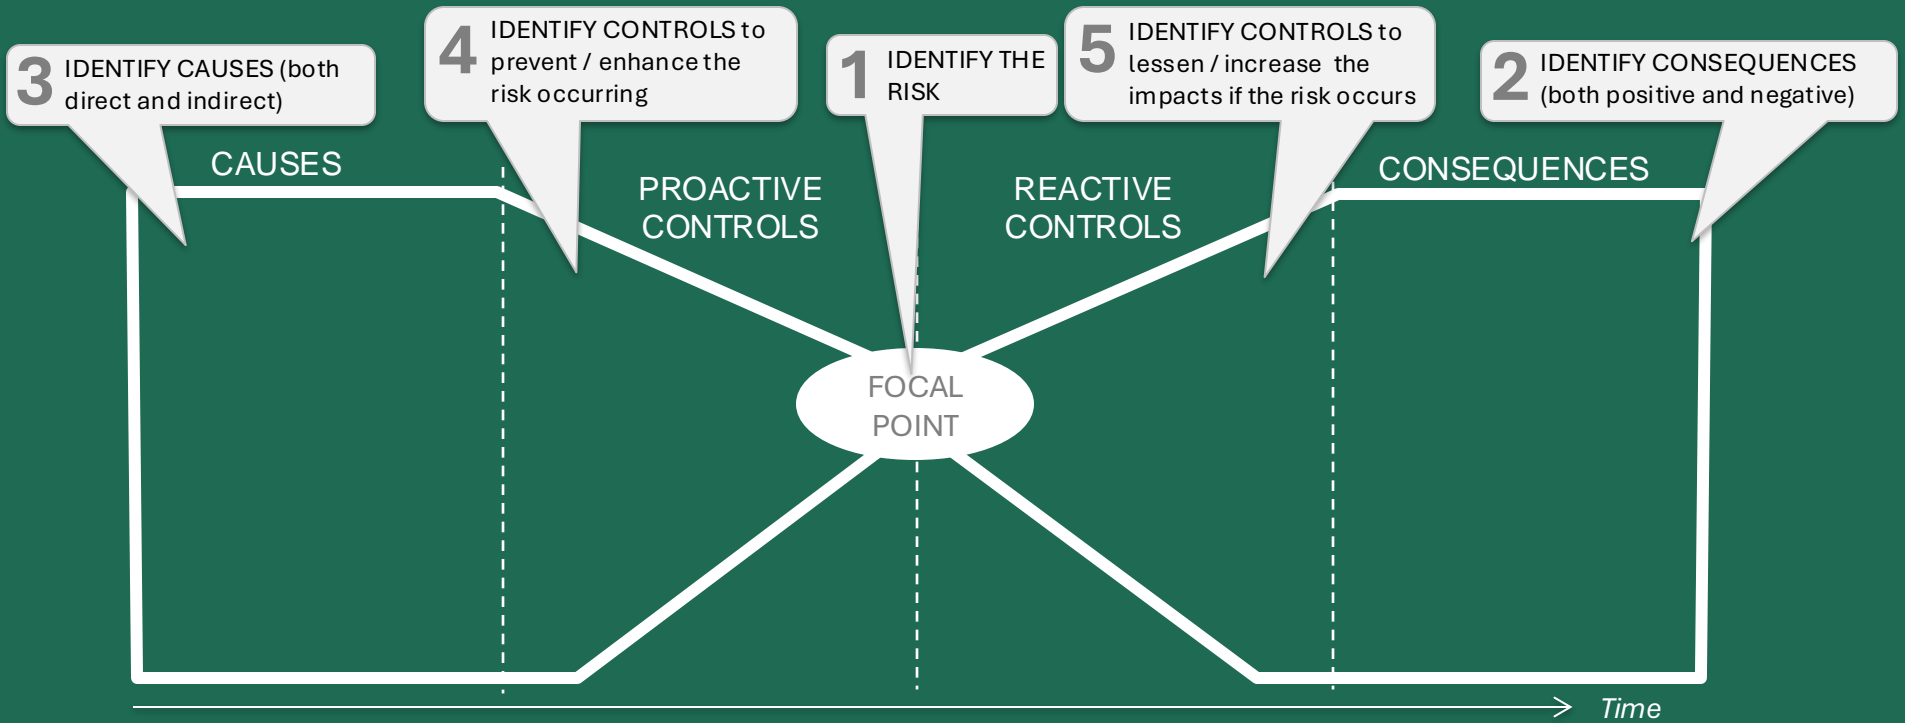 3
IDENTIFY CAUSES (both
direct and indirect)
4
IDENTIFY CONTROLS to
prevent / enhance the
risk occurring
1
IDENTIFY THE
RISK
5
IDENTIFY CONTROLS to
lessen / increase the
impacts if the risk occurs
2
IDENTIFY CONSEQUENCES
(both positive and negative)
CAUSES
PROACTIVE
CONTROLS
REACTIVE
CONTROLS
CONSEQUENCES
FOCAL
POINT
Time